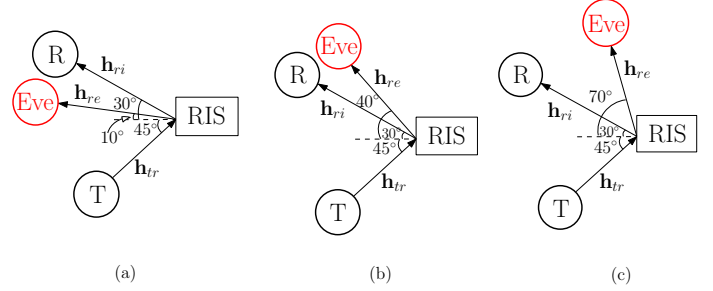 R
h_ri
Eve
h_re
30°
10°
45°
RIS
h_tr
T
(a)
Eve
R
h_re
h_ri
40°
30°
45°
RIS
h_tr
T
(b)
Eve
R
h_re
h_ri
70°
30°
45°
RIS
h_tr
T
(c)